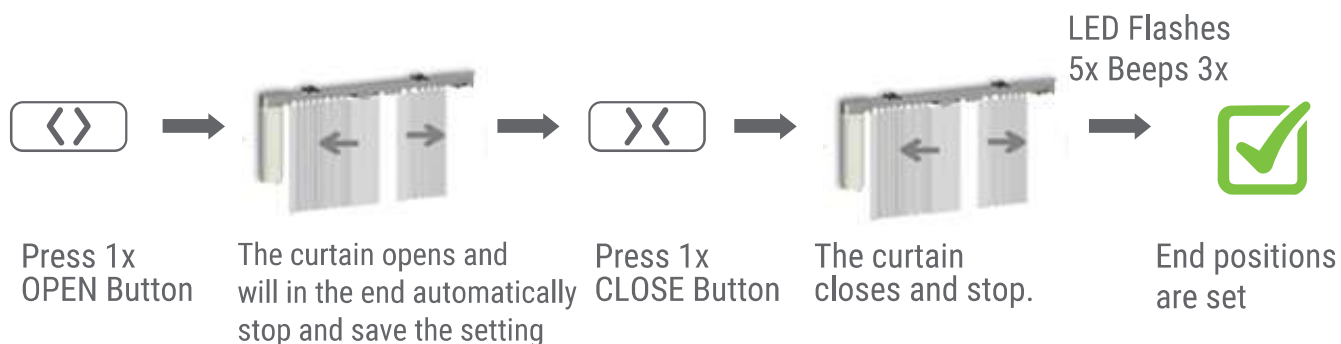 LED Flashes
5x Beeps 3x
Press 1x
OPEN Button
The curtain opens and
will in the end automatically
stop and save the setting
Press 1x
CLOSE Button
The curtain
closes and stop.
End positions
are set